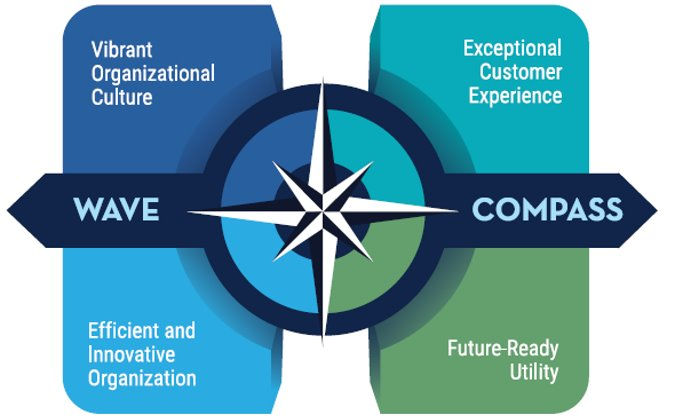 Vibrant
Organizational
Culture
Exceptional
Customer
Experience
WAVE
COMPASS
Efficient and
Innovative
Organization
Future-Ready
Utility